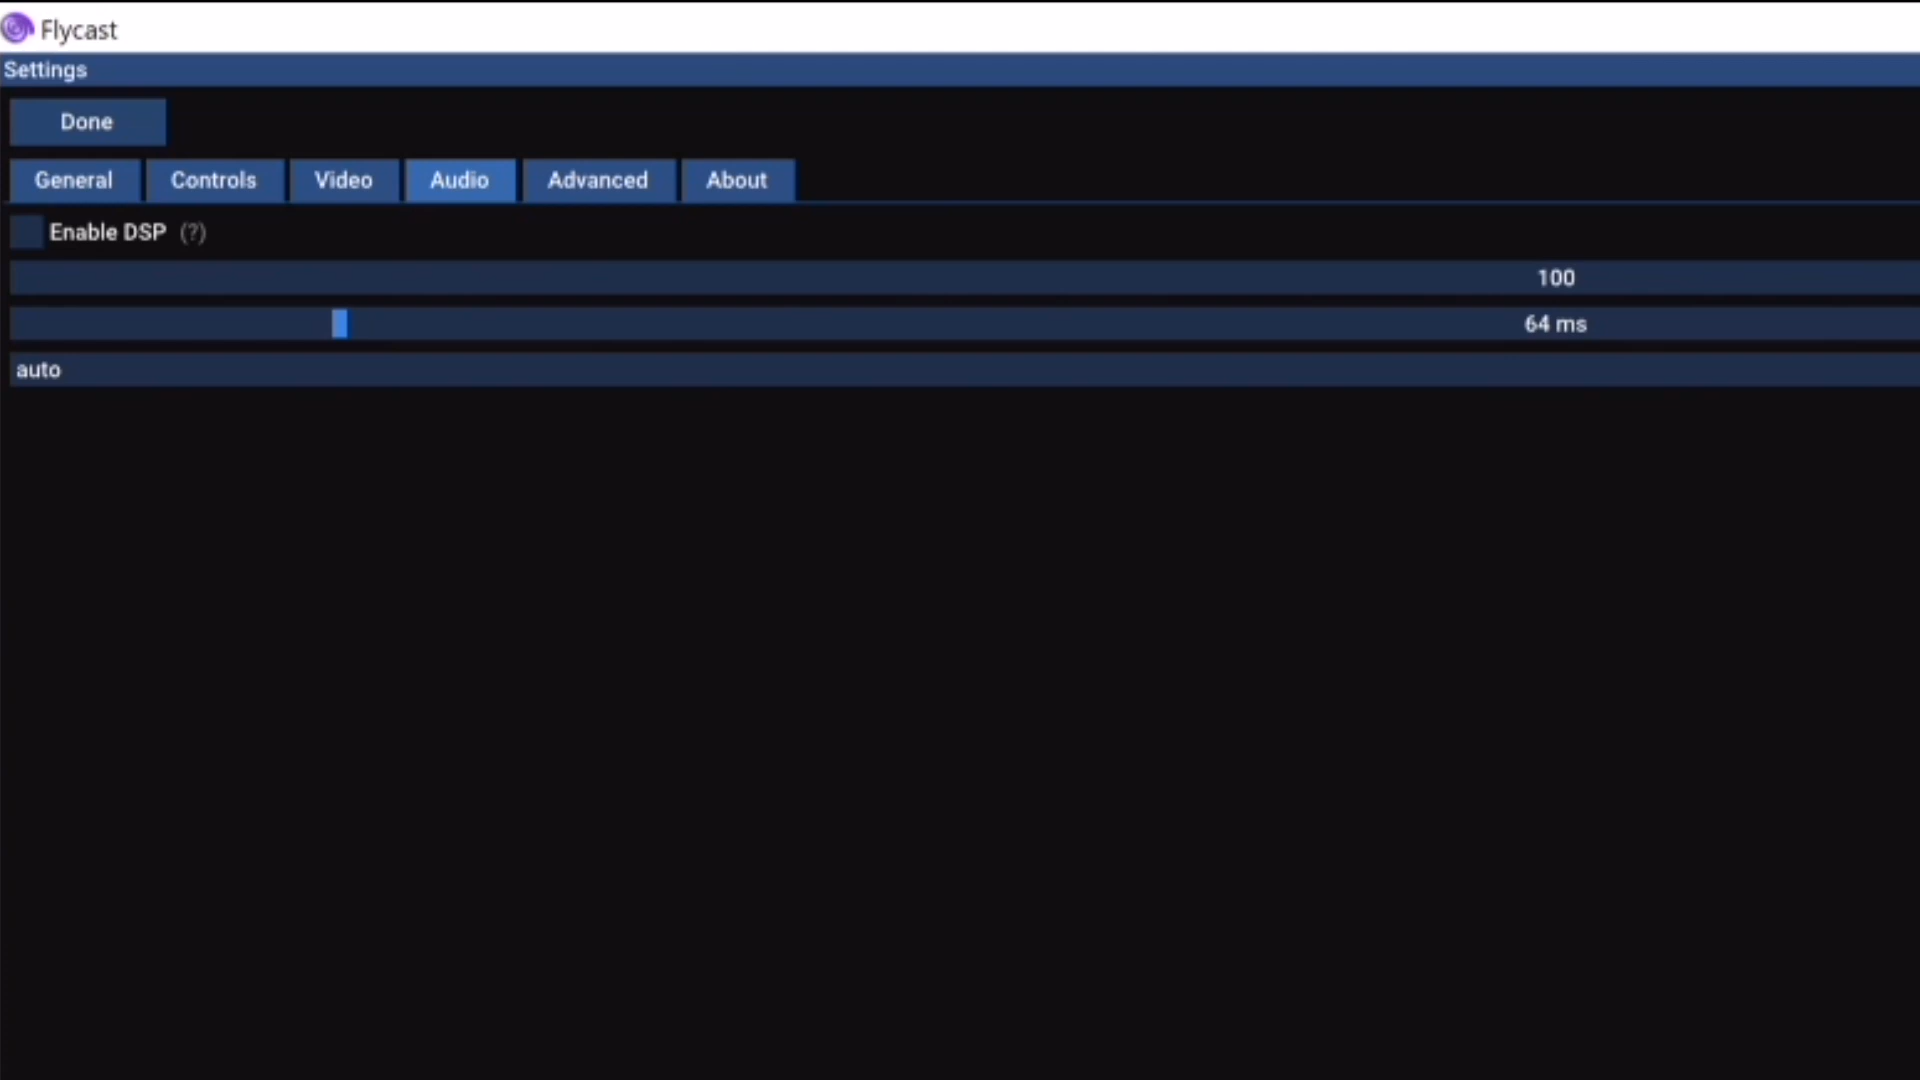 Flycast
Settings
Done
General Controls Video Audio Advanced About
Enable DSP (?)
100
64 ms
auto